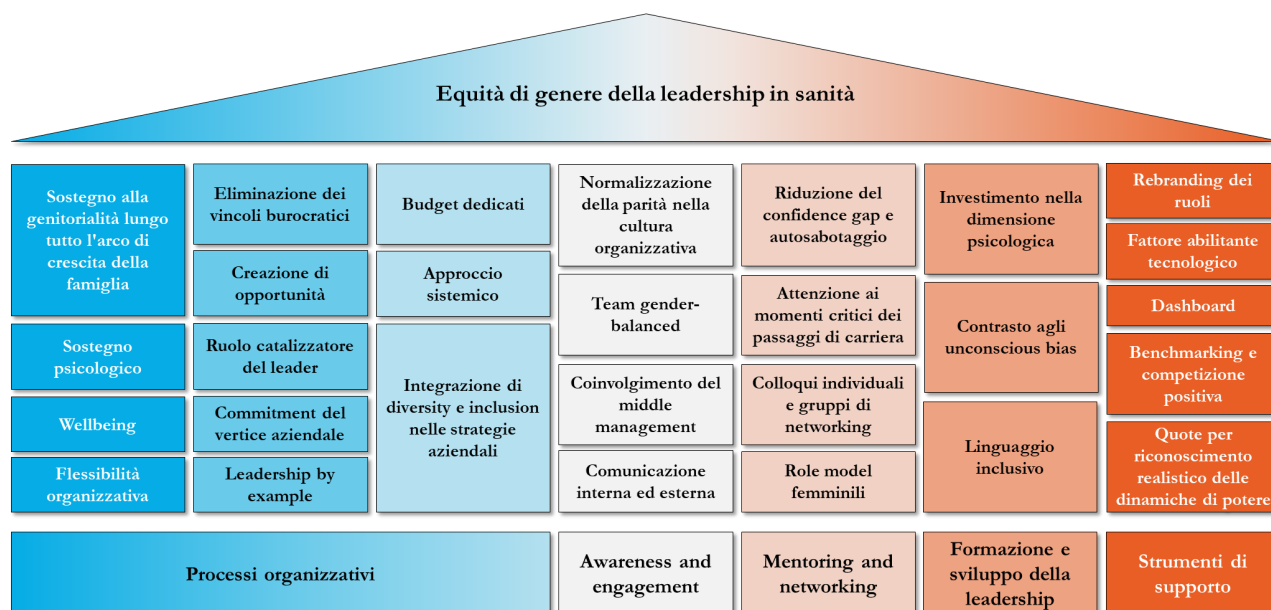 Equità di genere della leadership in sanità
Sostegno alla
genitorialità lungo
tutto l'arco di
crescita della
famiglia
Sostegno
psicologico
Wellbeing
Flessibilità
organizzativa
Eliminazione dei
vincoli burocratici
Creazione di
opportunità
Ruolo catalizzatore
del leader
Commitment del
vertice aziendale
Leadership by
example
Budget dedicati
Approccio
sistemico
Integrazione di
diversity e inclusion
nelle strategie
aziendali
Normalizzazione
della parità nella
cultura
organizzativa
Team gender-
balanced
Coinvolgimento del
middle
management
Comunicazione
interna ed esterna
Riduzione del
confidence gap e
autosabotaggio
Attenzione ai
momenti critici dei
passaggi di carriera
Colloqui individuali
e gruppi di
networking
Role model
femminili
Investimento nella
dimensione
psicologica
Contrasto agli
unconscious bias
Linguaggio
inclusivo
Rebranding dei
ruoli
Fattore abilitante
tecnologico
Dashboard
Benchmarking e
competizione
positiva
Quote per
riconoscimento
realistico delle
dinamiche di potere
Processi organizzativi
Awareness and
engagement
Mentoring and
networking
Formazione e
sviluppo della
leadership
Strumenti di
supporto